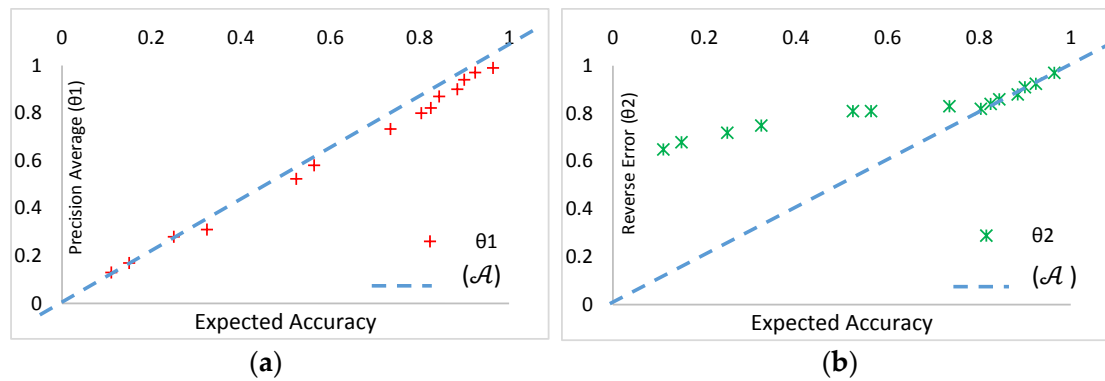 0 0.2 0.4 0.6 0.8 1
1
0.8
0.6
0.4
0.2
0
Precision Average (θ1)
θ1
(𝒜)
Expected Accuracy
(a)
0 0.2 0.4 0.6 0.8 1
1
0.8
0.6
0.4
0.2
0
Reverse Error (θ2)
θ2
(𝒜 )
Expected Accuracy
(b)